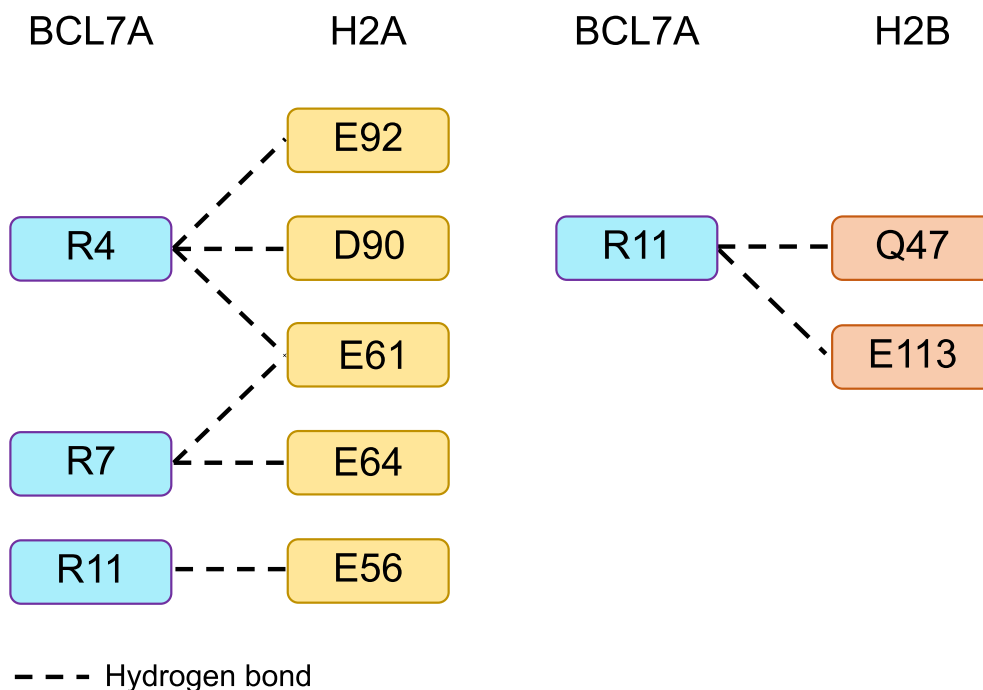 BCL7A H2A BCL7A H2B
E92
R4 D90 R11 Q47
E61 E113
R7 E64
R11 E56
Hydrogen bond